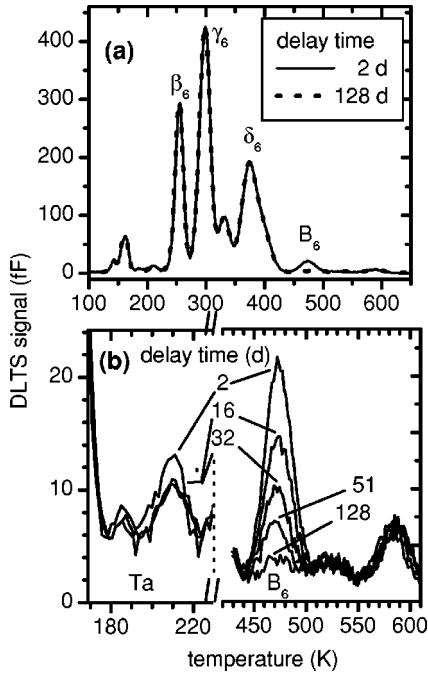 DLTS signal (fF)
(a)
delay time
2 d
128 d
β6
γ6
δ6
B6
400
300
200
100
0
100 200 300 400 500 600
(b)
delay time (d)
2
16
32
51
128
20
10
0
Ta
B6
170 220 450 500 550 600
temperature (K)